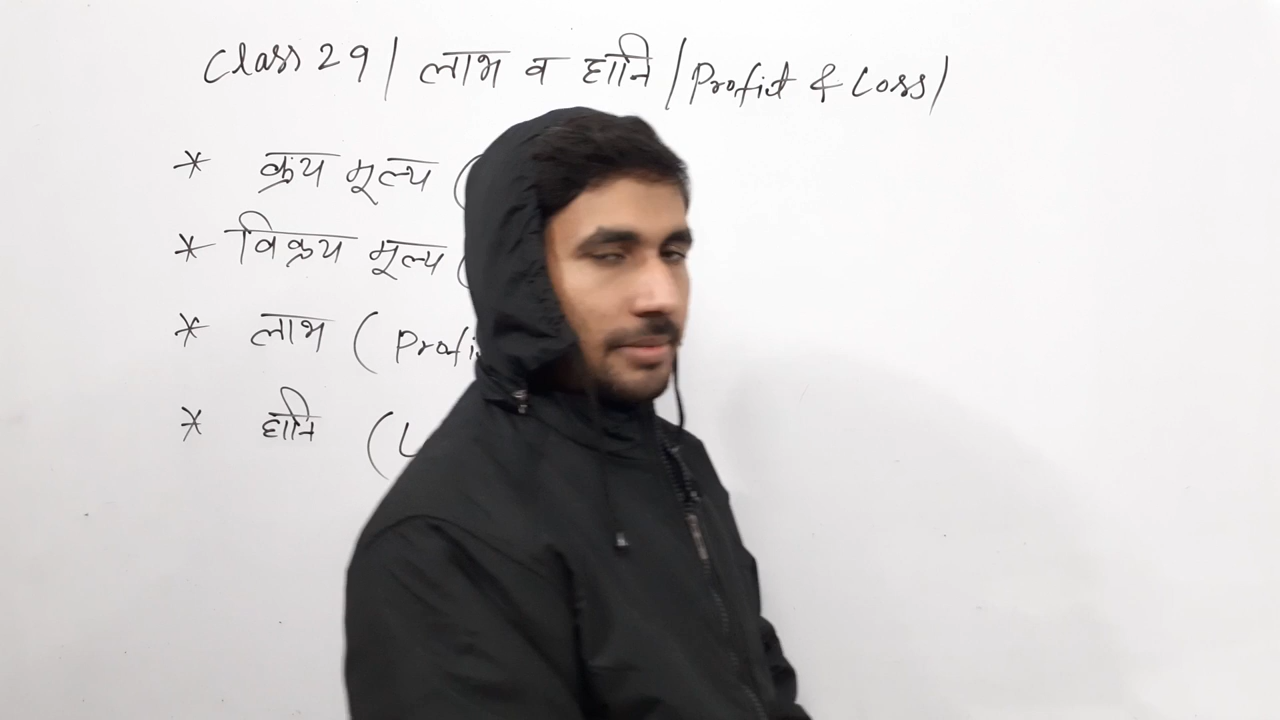 Class 29 / लाभ व हानि / Profit & Loss /
* क्रय मूल्य (
* विक्रय मूल्य (
* लाभ ( Profi
* हानि ( L